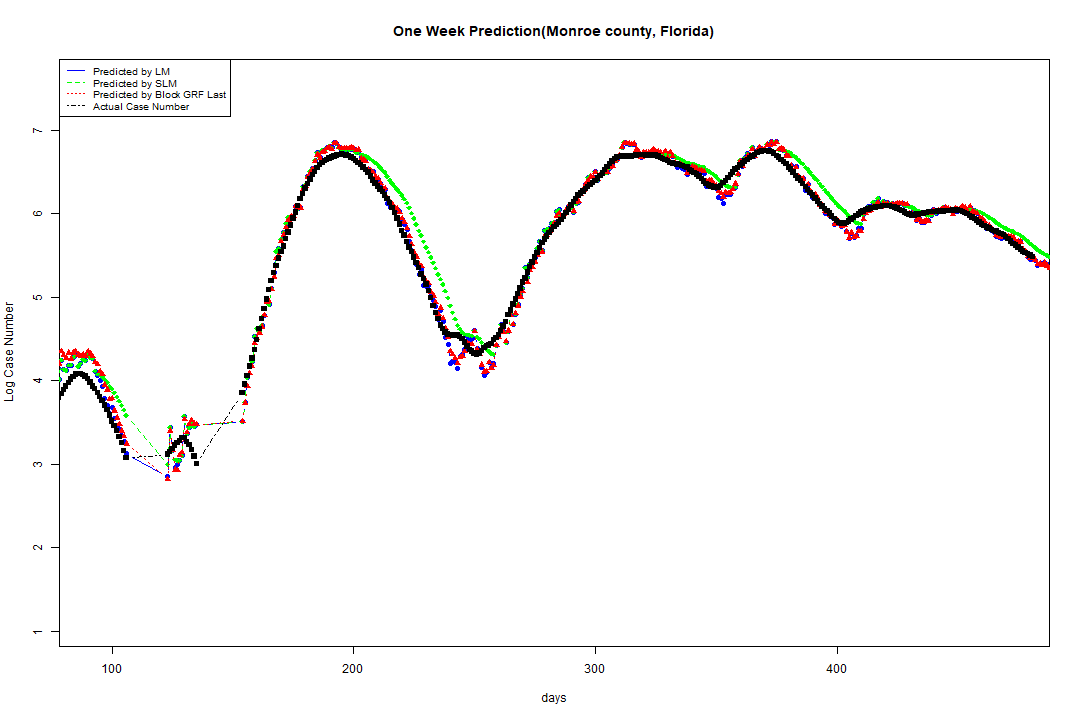 One Week Prediction(Monroe county, Florida)
Predicted by LM
Predicted by SLM
Predicted by Block GRF Last
Actual Case Number
7
6
5
4
3
2
1
Log Case Number
100 200 300 400
days